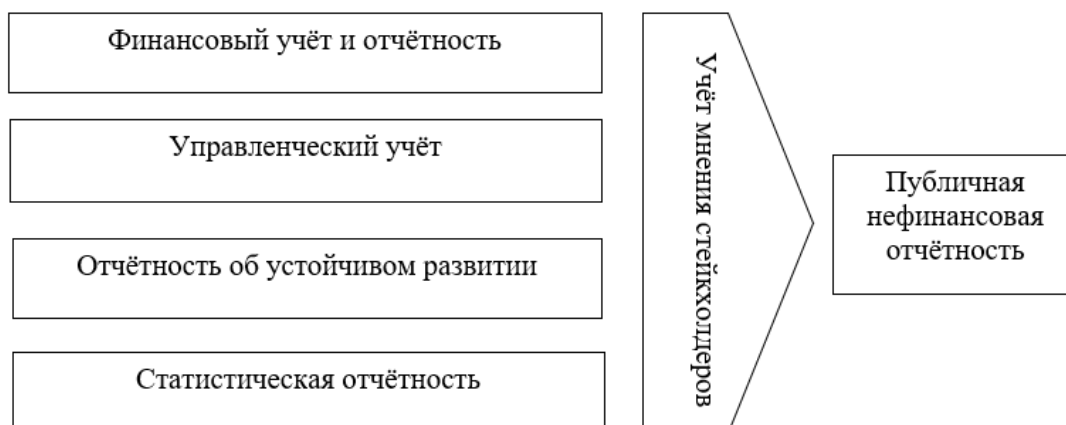 Финансовый учёт и отчётность
Управленческий учёт
Отчётность об устойчивом развитии
Статистическая отчётность
Учёт мнения стейкхолдеров
Публичная
нефинансовая
отчётность